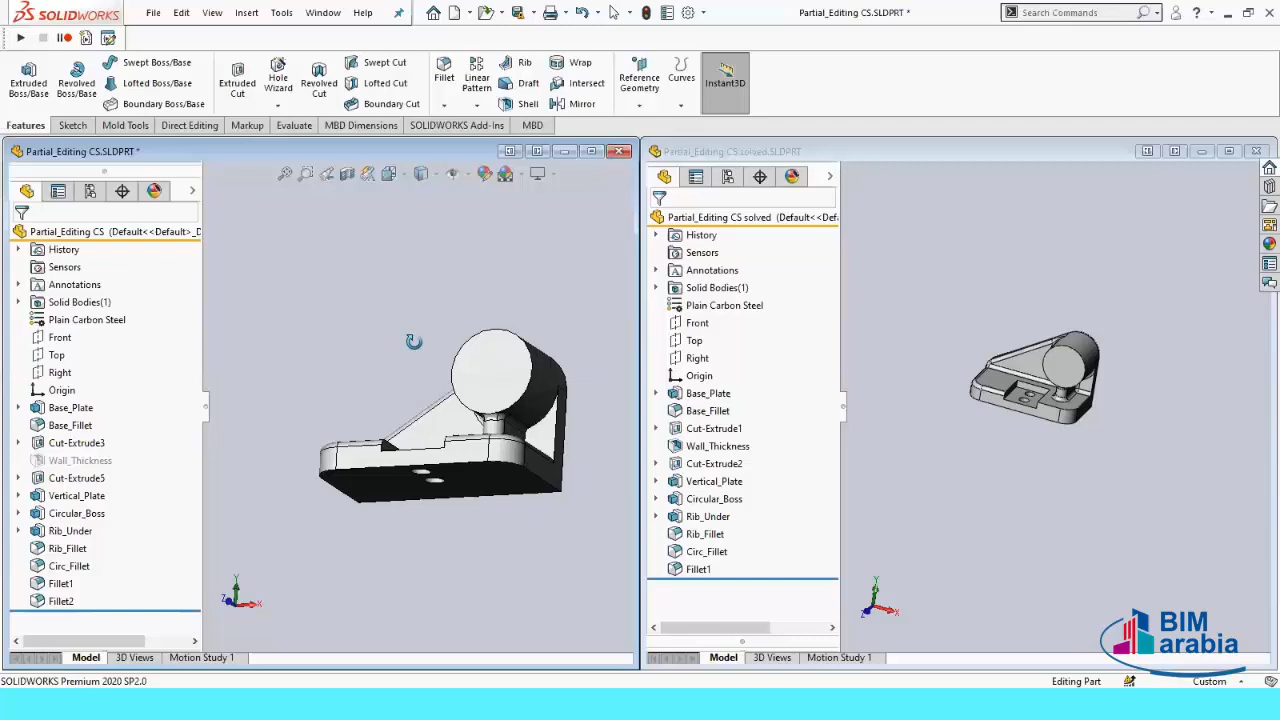 SOLIDWORKS File Edit View Insert Tools Window Help Partial_Editing CS.SLDPRT * Search Commands
Extruded Boss/Base
Revolved Boss/Base
Swept Boss/Base
Lofted Boss/Base
Boundary Boss/Base
Extruded Cut
Hole Wizard
Revolved Cut
Swept Cut
Lofted Cut
Boundary Cut
Fillet
Linear Pattern
Rib
Draft
Shell
Wrap
Intersect
Mirror
Reference Geometry
Curves
Instant3D
Features Sketch Mold Tools Direct Editing Markup Evaluate MBD Dimensions SOLIDWORKS Add-Ins MBD
Partial_Editing CS.SLDPRT *
Partial_Editing CS (Default<<Default>_D
History
Sensors
Annotations
Solid Bodies(1)
Plain Carbon Steel
Front
Top
Right
Origin
Base_Plate
Base_Fillet
Cut-Extrude3
Wall_Thickness
Cut-Extrude5
Vertical_Plate
Circular_Boss
Rib_Under
Rib_Fillet
Circ_Fillet
Fillet1
Fillet2
Y
Z
X
Model 3D Views Motion Study 1
Partial_Editing CS solved.SLDPRT
Partial_Editing CS solved (Default<<Def
History
Sensors
Annotations
Solid Bodies(1)
Plain Carbon Steel
Front
Top
Right
Origin
Base_Plate
Base_Fillet
Cut-Extrude1
Wall_Thickness
Cut-Extrude2
Vertical_Plate
Circular_Boss
Rib_Under
Rib_Fillet
Circ_Fillet
Fillet1
Y
Z
X
Model 3D Views Motion Study 1
BIM
arabia
SOLIDWORKS Premium 2020 SP2.0 Editing Part Custom